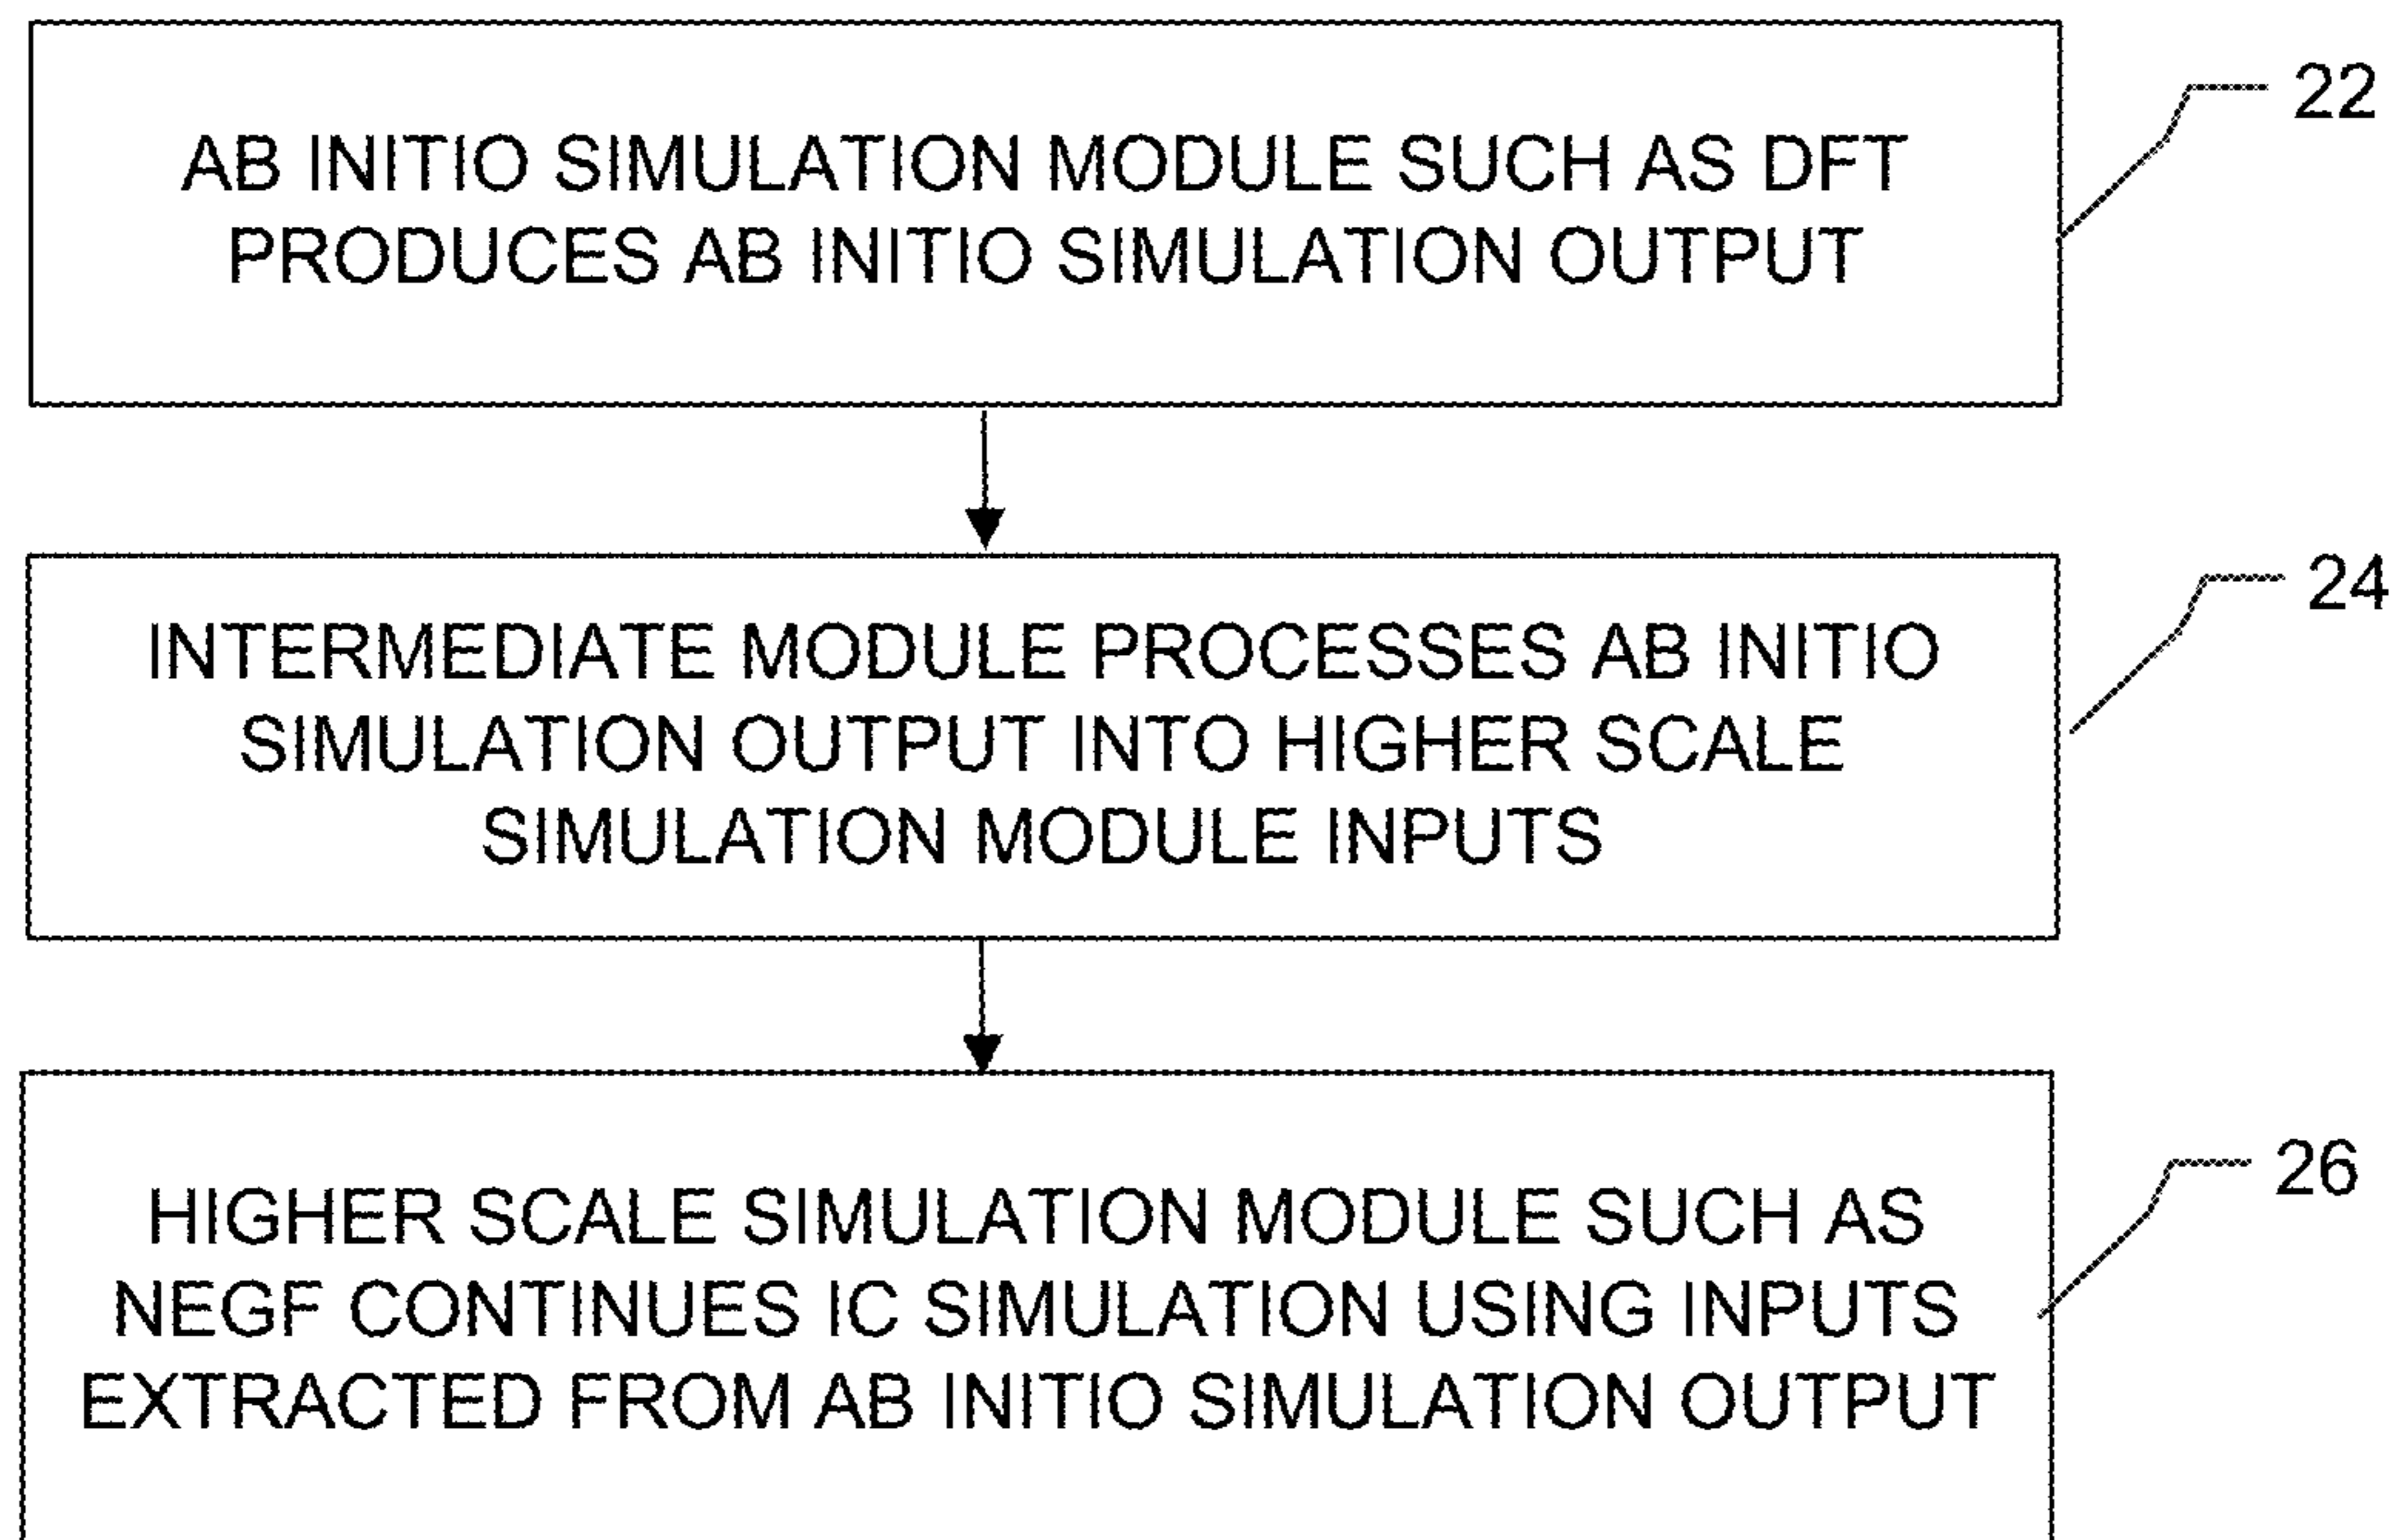 22
AB INITIO SIMULATION MODULE SUCH AS DFT
PRODUCES AB INITIO SIMULATION OUTPUT
24
INTERMEDIATE MODULE PROCESSES AB INITIO
SIMULATION OUTPUT INTO HIGHER SCALE
SIMULATION MODULE INPUTS
26
HIGHER SCALE SIMULATION MODULE SUCH AS
NEGF CONTINUES IC SIMULATION USING INPUTS
EXTRACTED FROM AB INITIO SIMULATION OUTPUT